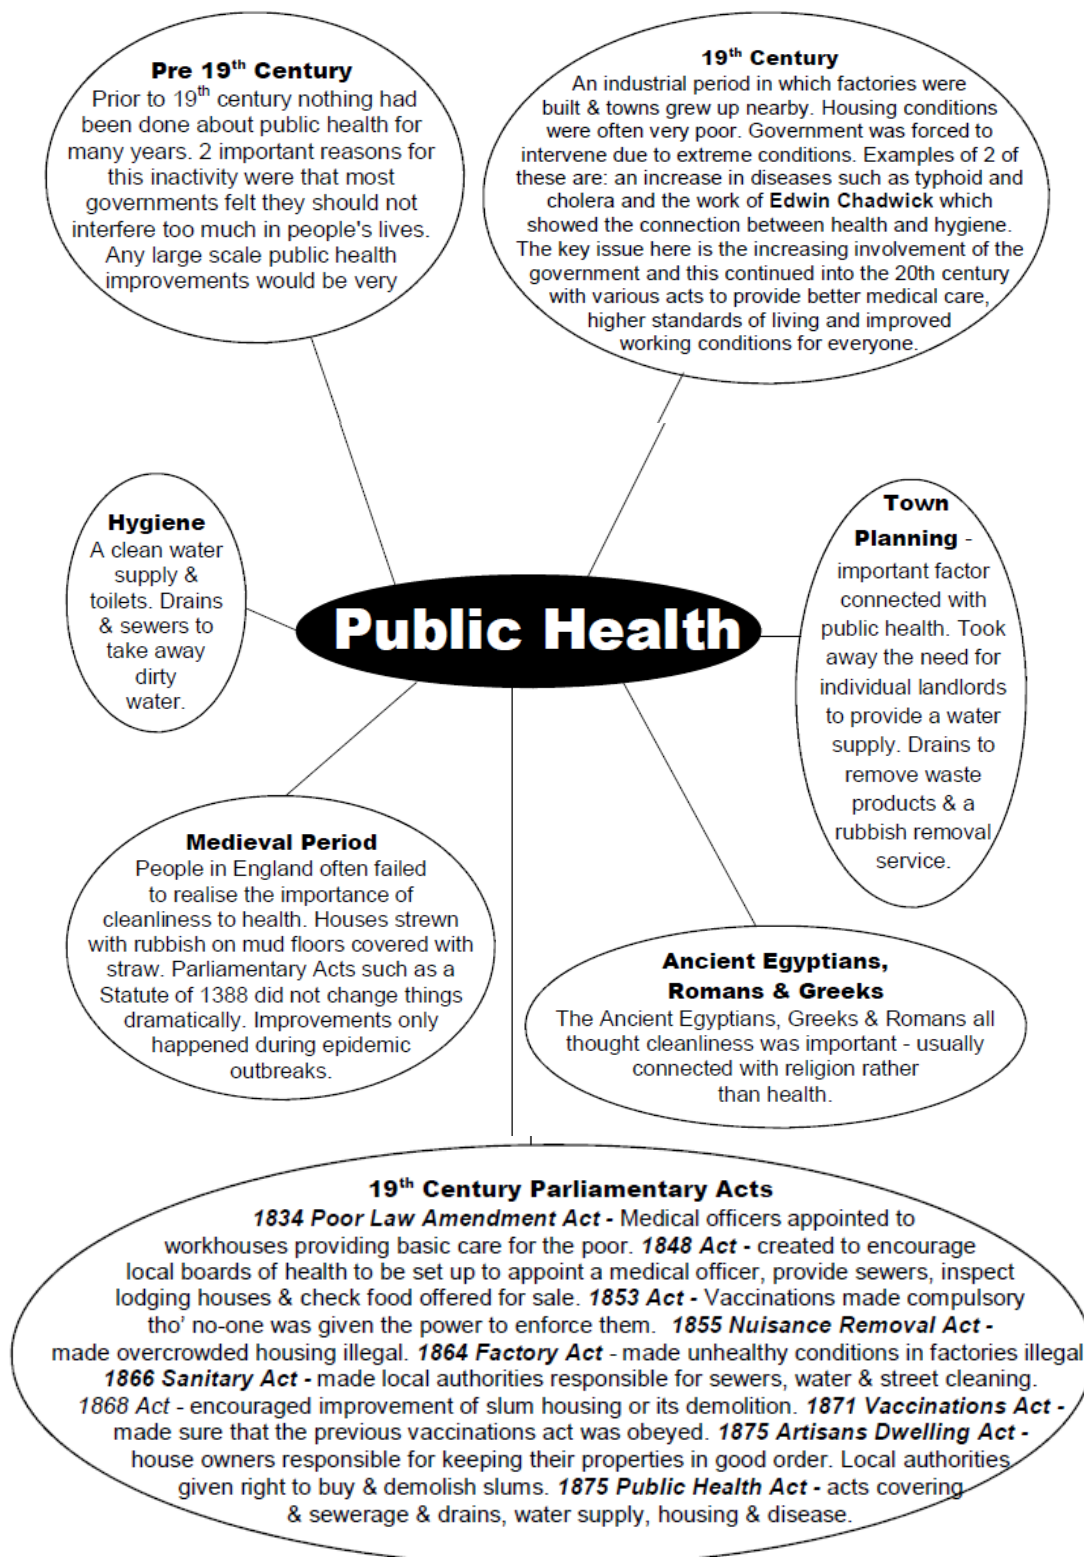 Pre 19th Century
Prior to 19th century nothing had
been done about public health for
many years. 2 important reasons for
this inactivity were that most
governments felt they should not
interfere too much in people's lives.
Any large scale public health
improvements would be very
19th Century
An industrial period in which factories were
built & towns grew up nearby. Housing conditions
were often very poor. Government was forced to
intervene due to extreme conditions. Examples of 2 of
these are: an increase in diseases such as typhoid and
cholera and the work of Edwin Chadwick which
showed the connection between health and hygiene.
The key issue here is the increasing involvement of the
government and this continued into the 20th century
with various acts to provide better medical care,
higher standards of living and improved
working conditions for everyone.
Hygiene
A clean water
supply &
toilets. Drains
& sewers to
take away
dirty
water.
Public Health
Town
Planning -
important factor
connected with
public health. Took
away the need for
individual landlords
to provide a water
supply. Drains to
remove waste
products & a
rubbish removal
service.
Medieval Period
People in England often failed
to realise the importance of
cleanliness to health. Houses strewn
with rubbish on mud floors covered with
straw. Parliamentary Acts such as a
Statute of 1388 did not change things
dramatically. Improvements only
happened during epidemic
outbreaks.
Ancient Egyptians,
Romans & Greeks
The Ancient Egyptians, Greeks & Romans all
thought cleanliness was important - usually
connected with religion rather
than health.
19th Century Parliamentary Acts
1834 Poor Law Amendment Act - Medical officers appointed to
workhouses providing basic care for the poor. 1848 Act - created to encourage
local boards of health to be set up to appoint a medical officer, provide sewers, inspect
lodging houses & check food offered for sale. 1853 Act - Vaccinations made compulsory
tho' no-one was given the power to enforce them. 1855 Nuisance Removal Act -
made overcrowded housing illegal. 1864 Factory Act - made unhealthy conditions in factories illegal
1866 Sanitary Act - made local authorities responsible for sewers, water & street cleaning.
1868 Act - encouraged improvement of slum housing or its demolition. 1871 Vaccinations Act -
made sure that the previous vaccinations act was obeyed. 1875 Artisans Dwelling Act -
house owners responsible for keeping their properties in good order. Local authorities
given right to buy & demolish slums. 1875 Public Health Act - acts covering
& sewerage & drains, water supply, housing & disease.